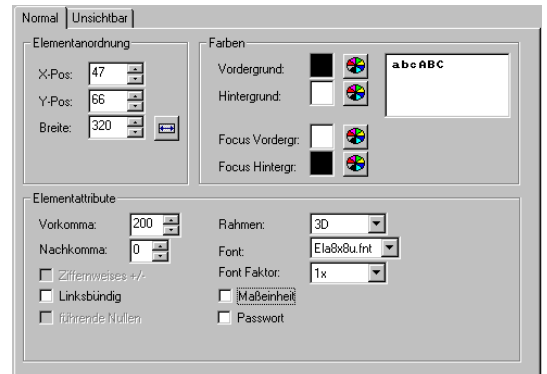 Normal Unsichtbar
Elementanordnung
X-Pos: 47
Y-Pos: 66
Breite: 320
Farben
Vordergrund:
Hintergrund:
Focus Vordergr:
Focus Hintergr:
abcABC
Elementattribute
Vorkomma: 200
Nachkomma: 0
Ziffernweises +/-
Linksbündig
führende Nullen
Rahmen: 3D
Font: Ela8x8u.fnt
Font Faktor: 1x
Maßeinheit
Passwort